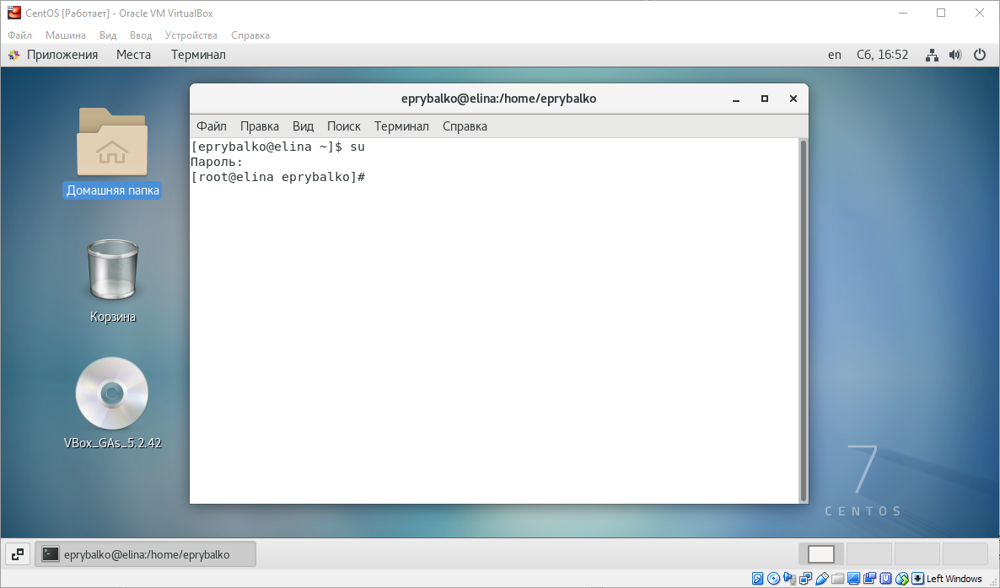 CentOS [Работает] - Oracle VM VirtualBox
Файл Машина Вид Ввод Устройства Справка
Приложения Места Терминал en Сб, 16:52
eprybalko@elina:/home/eprybalko
Файл Правка Вид Поиск Терминал Справка
[eprybalko@elina ~]$ su
Пароль:
[root@elina eprybalko]#
Домашняя папка
Корзина
VBox_GAs_5.2.42
7
CENTOS
eprybalko@elina:/home/eprybalko
Left Windows